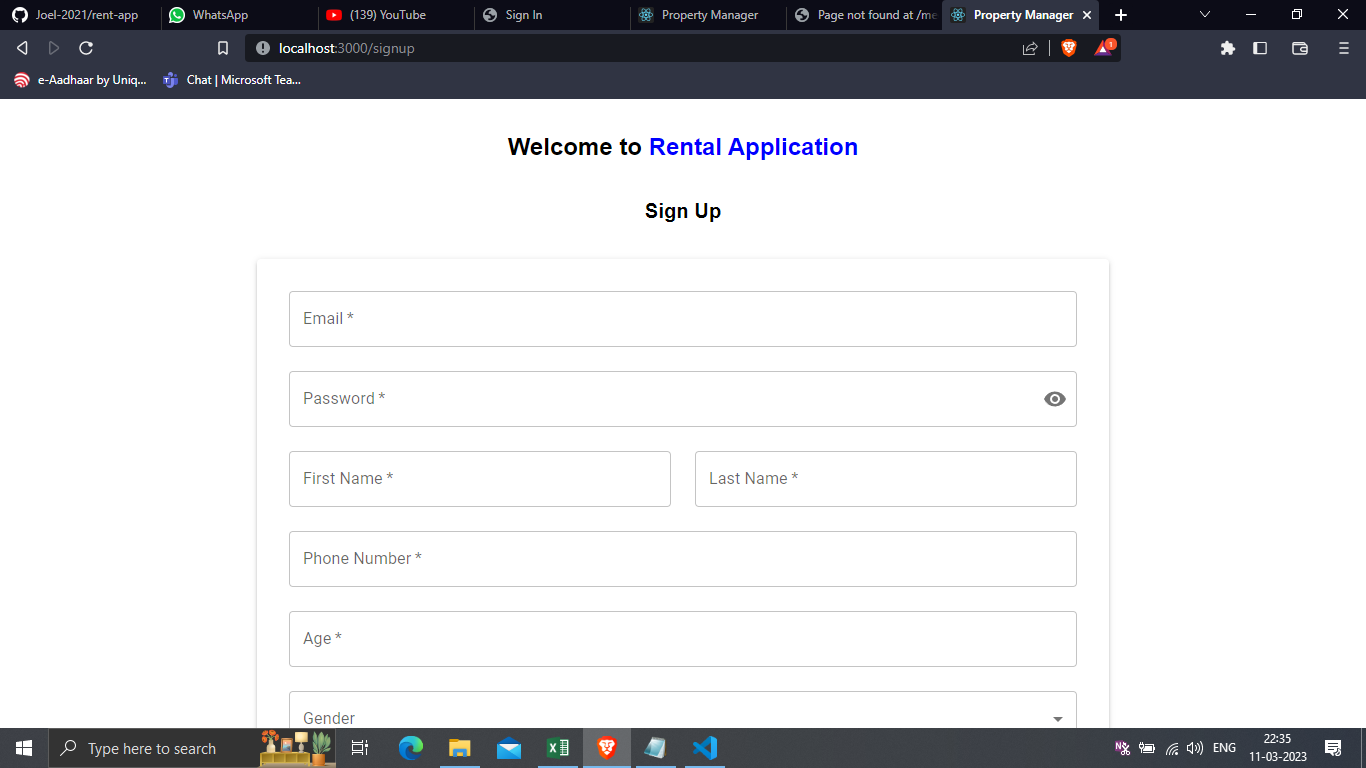 Joel-2021/rent-app
WhatsApp
(139) YouTube
Sign In
Property Manager
Page not found at /me
Property Manager
localhost:3000/signup
1
e-Aadhaar by Uniq...
Chat | Microsoft Tea...
Welcome to Rental Application
Sign Up
Email *
Password *
First Name *
Last Name *
Phone Number *
Age *
Gender
Type here to search
ENG
22:35
11-03-2023